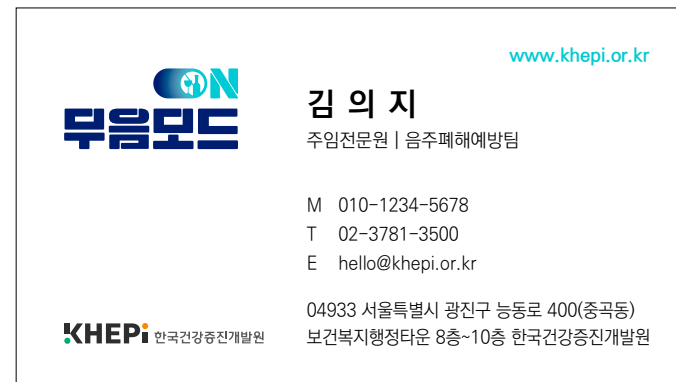 www.khepi.or.kr
ON
무음모드
김 의 지
주임전문원 | 음주폐해예방팀
M 010-1234-5678
T 02-3781-3500
E hello@khepi.or.kr
04933 서울특별시 광진구 능동로 400(중곡동)
보건복지행정타운 8층~10층 한국건강증진개발원
KHEPi 한국건강증진개발원